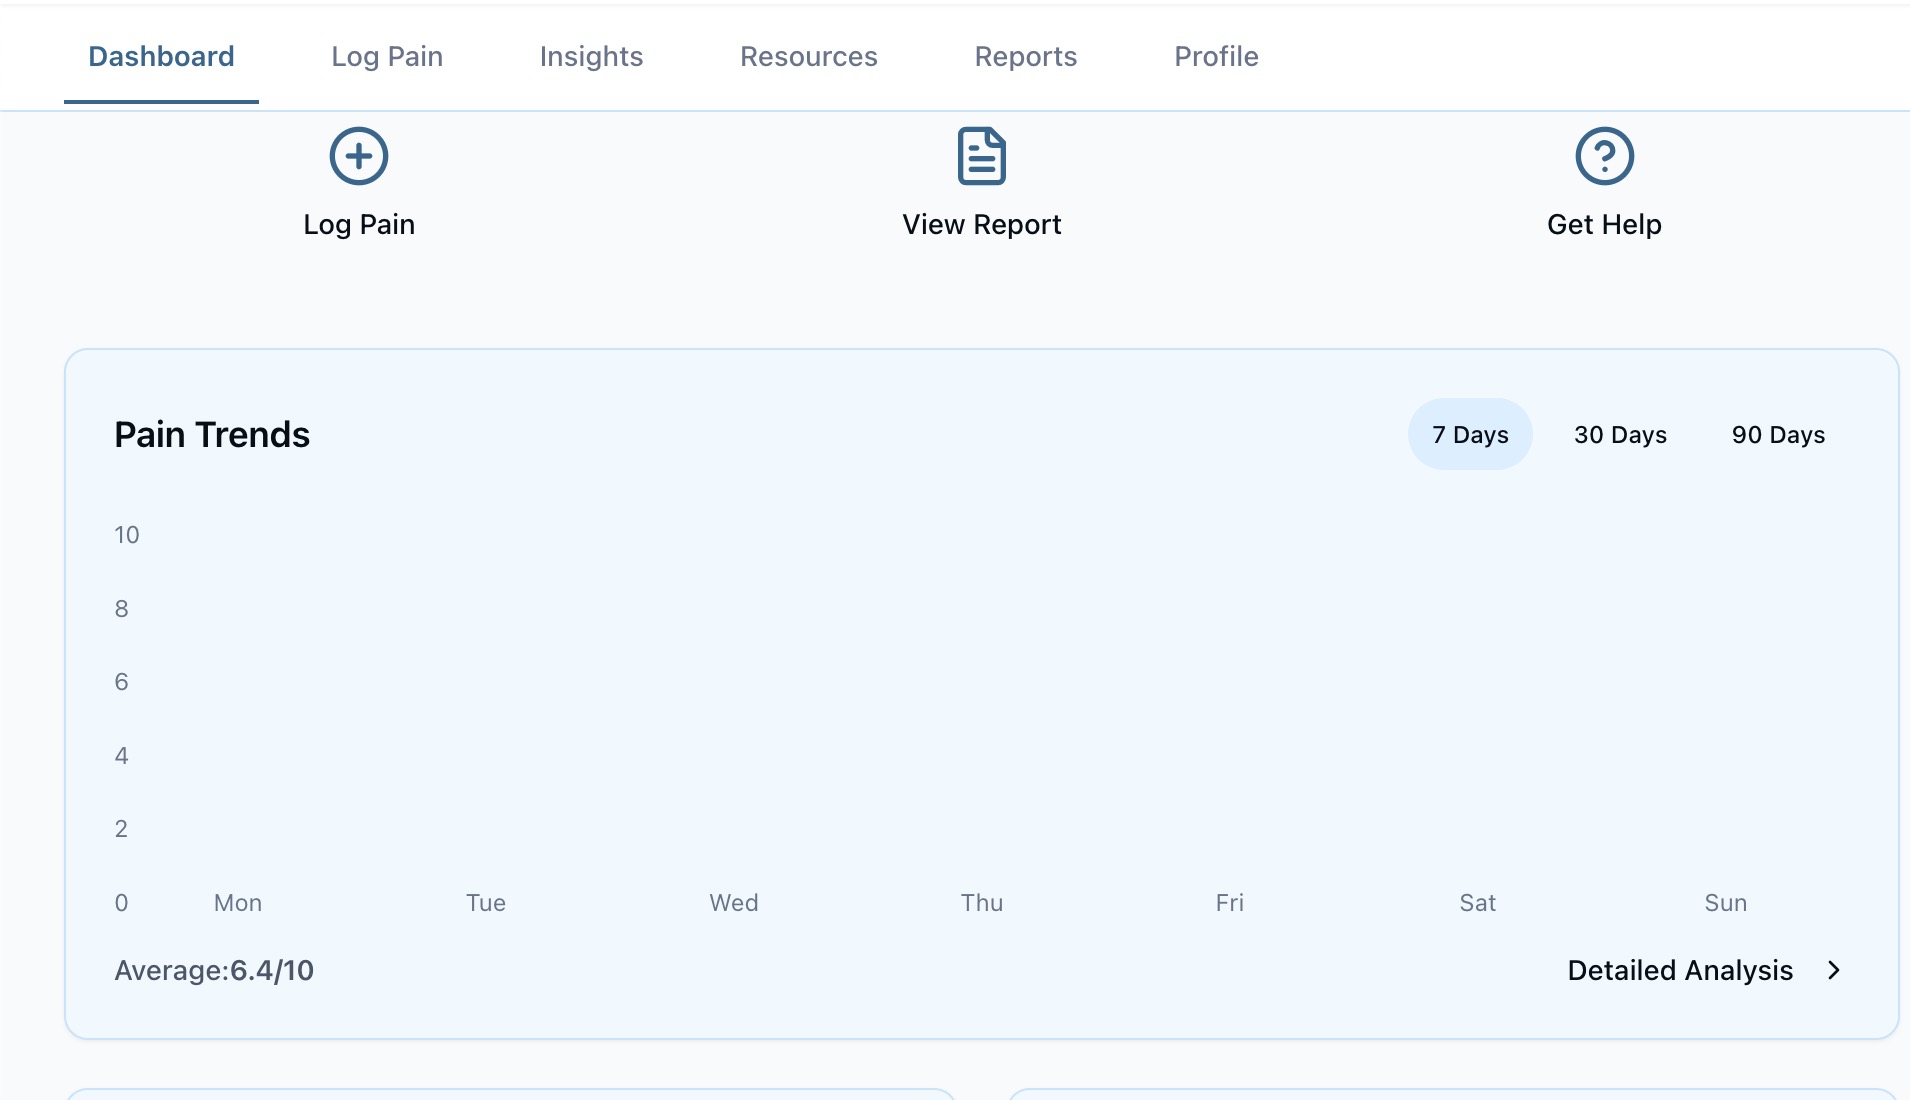 Dashboard Log Pain Insights Resources Reports Profile
Log Pain View Report Get Help
Pain Trends 7 Days 30 Days 90 Days
10
8
6
4
2
0 Mon Tue Wed Thu Fri Sat Sun
Average:6.4/10 Detailed Analysis